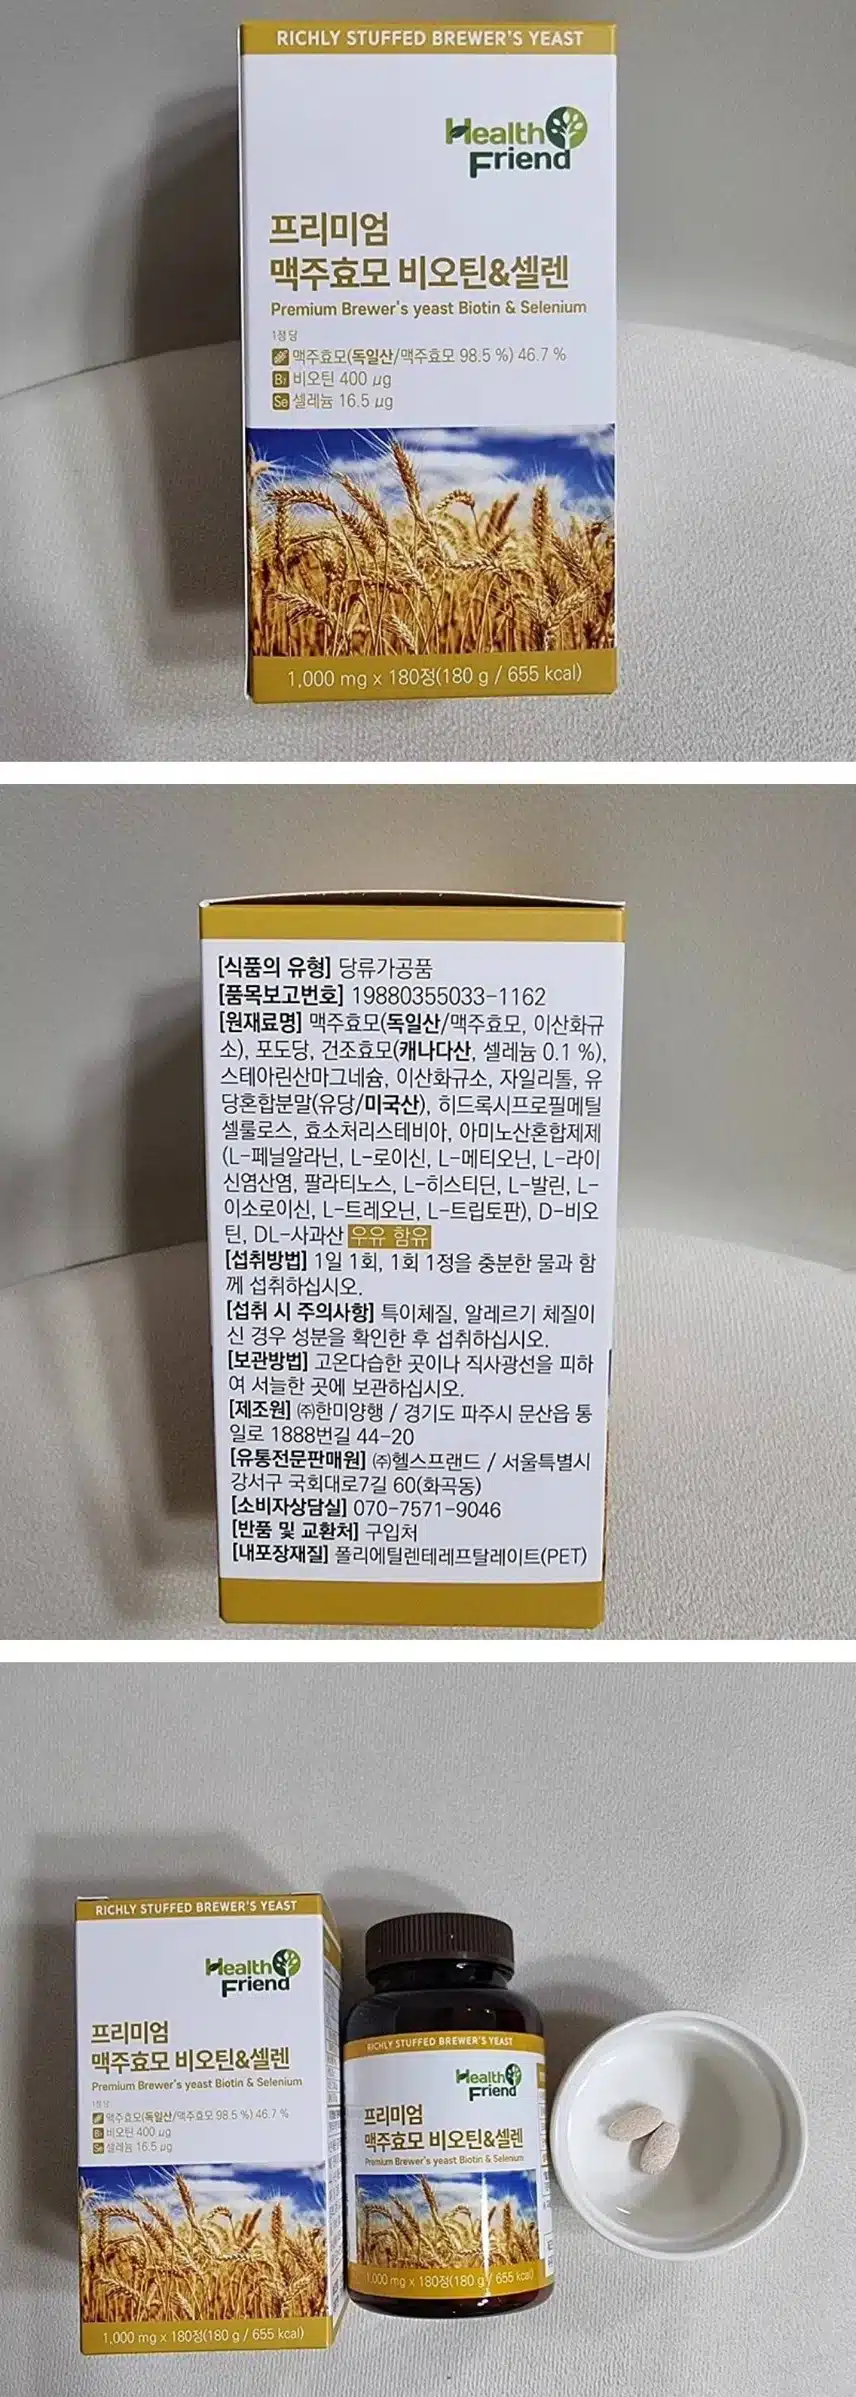 RICHLY STUFFED BREWER'S YEAST
Health
Friend
프리미엄
맥주효모 비오틴&셀렌
Premium Brewer's yeast Biotin & Selenium
1정당
맥주효모(독일산/맥주효모 98.5 %) 46.7 %
B7 비오틴 400 µg
Se 셀레늄 16.5 µg
1,000 mg x 180정(180 g / 655 kcal)
[식품의 유형] 당류가공품
[품목보고번호] 19880355033-1162
[원재료명] 맥주효모(독일산/맥주효모, 이산화규
소), 포도당, 건조효모(캐나다산, 셀레늄 0.1 %),
스테아린산마그네슘, 이산화규소, 자일리톨, 유
당혼합분말(유당/미국산), 히드록시프로필메틸
셀룰로스, 효소처리스테비아, 아미노산혼합제제
(L-페닐알라닌, L-로이신, L-메티오닌, L-라이
신염산염, 팔라티노스, L-히스티딘, L-발린, L-
이소로이신, L-트레오닌, L-트립토판), D-비오
틴, DL-사과산 우유 함유
[섭취방법] 1일 1회, 1회 1정을 충분한 물과 함
께 섭취하십시오.
[섭취 시 주의사항] 특이체질, 알레르기 체질이
신 경우 성분을 확인한 후 섭취하십시오.
[보관방법] 고온다습한 곳이나 직사광선을 피하
여 서늘한 곳에 보관하십시오.
[제조원] ㈜한미양행 / 경기도 파주시 문산읍 통
일로 1888번길 44-20
[유통전문판매원] ㈜헬스프랜드 / 서울특별시
강서구 국회대로7길 60(화곡동)
[소비자상담실] 070-7571-9046
[반품 및 교환처] 구입처
[내포장재질] 폴리에틸렌테레프탈레이트(PET)
RICHLY STUFFED BREWER'S YEAST
Health
Friend
프리미엄
맥주효모 비오틴&셀렌
Premium Brewer's yeast Biotin & Selenium
1정당
맥주효모(독일산/맥주효모 98.5 %) 46.7 %
B7 비오틴 400 µg
Se 셀레늄 16.5 µg
1,000 mg x 180정(180 g / 655 kcal)
RICHLY STUFFED BREWER'S YEAST
Health
Friend
프리미엄
맥주효모 비오틴&셀렌
Premium Brewer's yeast Biotin & Selenium
1,000 mg x 180정(180 g / 655 kcal)